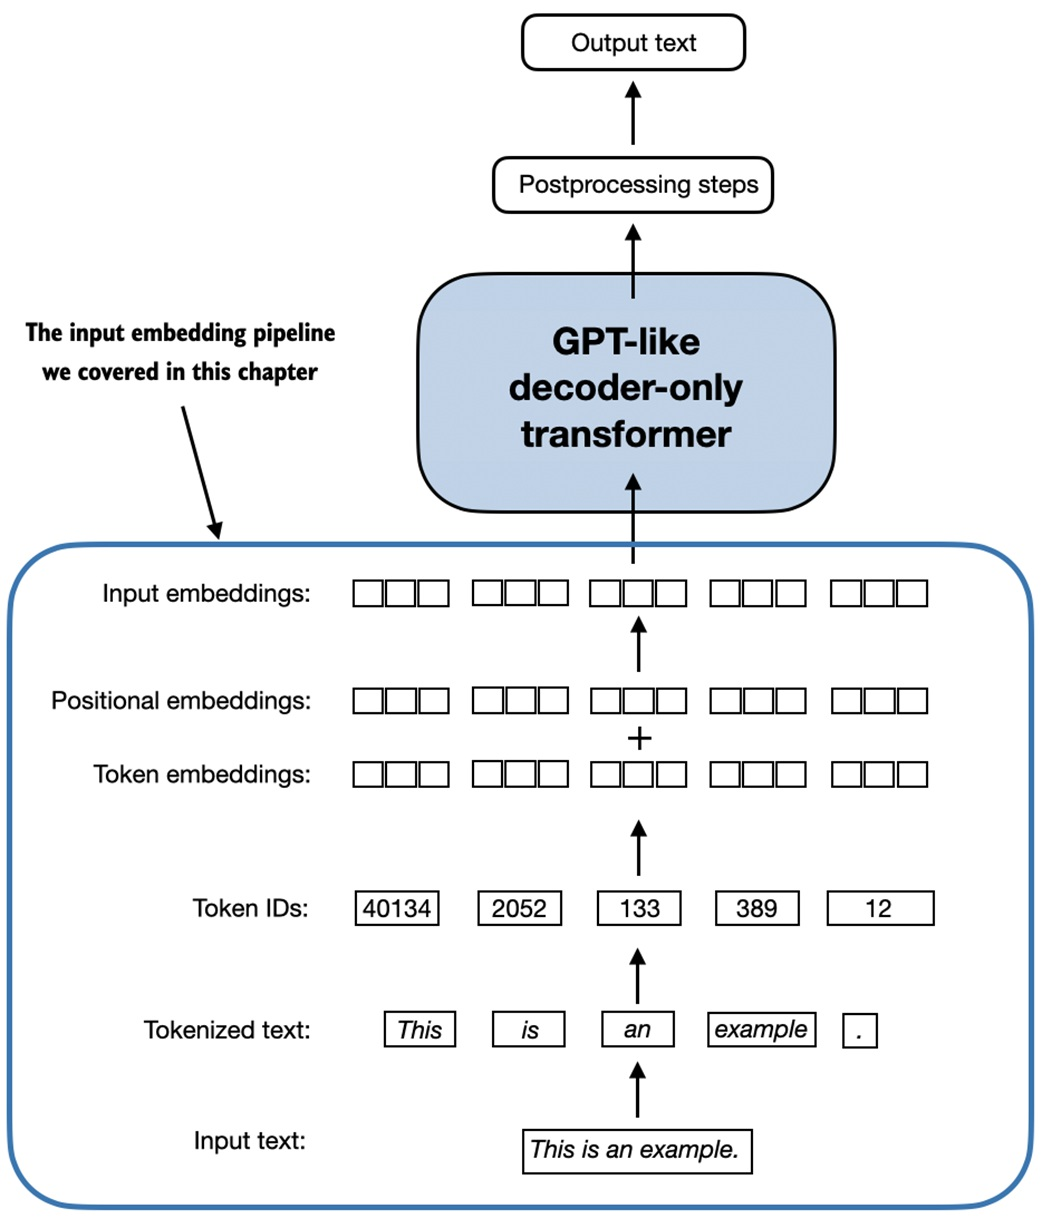 Output text
Postprocessing steps
GPT-like
decoder-only
transformer
The input embedding pipeline
we covered in this chapter
Input embeddings:
Positional embeddings:
+
Token embeddings:
Token IDs: 40134 2052 133 389 12
Tokenized text: This is an example .
Input text: This is an example.